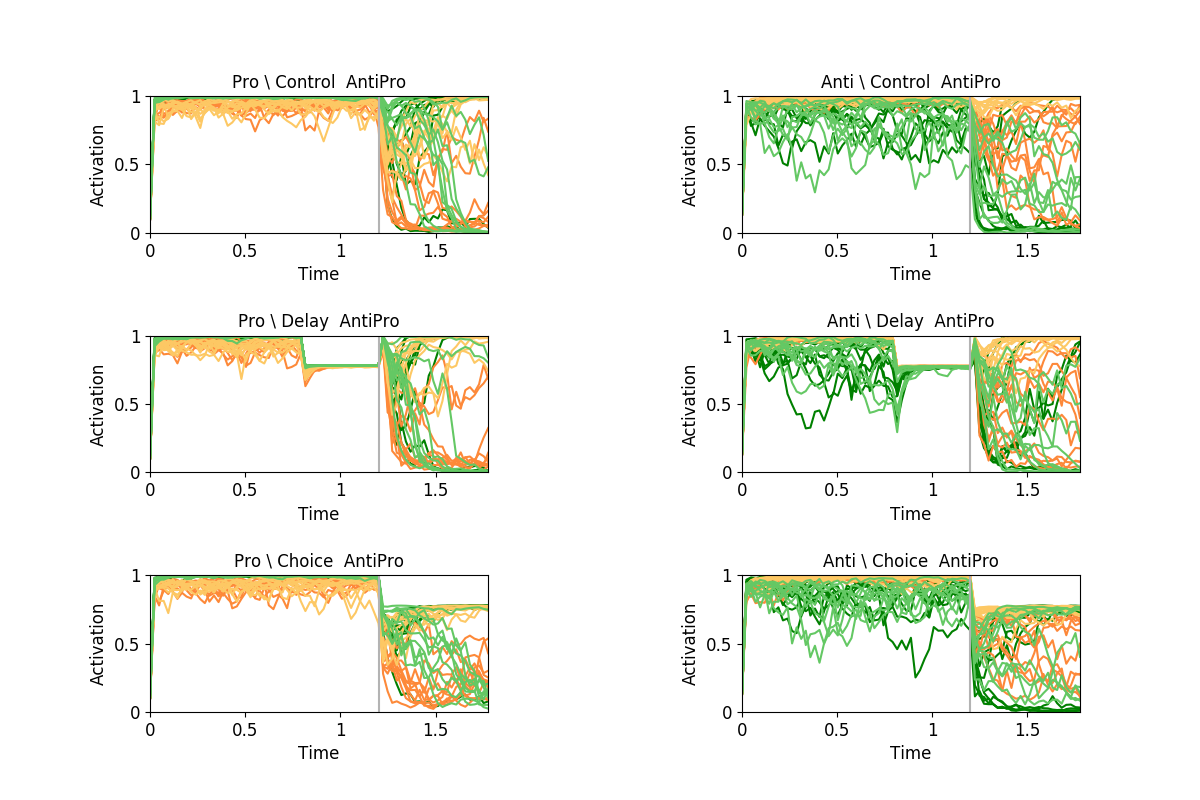 Pro \ Control  AntiPro
Activation
1
0.5
0
0
0.5
1
1.5
Time
Anti \ Control  AntiPro
Activation
1
0.5
0
0
0.5
1
1.5
Time
Pro \ Delay  AntiPro
Activation
1
0.5
0
0
0.5
1
1.5
Time
Anti \ Delay  AntiPro
Activation
1
0.5
0
0
0.5
1
1.5
Time
Pro \ Choice  AntiPro
Activation
1
0.5
0
0
0.5
1
1.5
Time
Anti \ Choice  AntiPro
Activation
1
0.5
0
0
0.5
1
1.5
Time